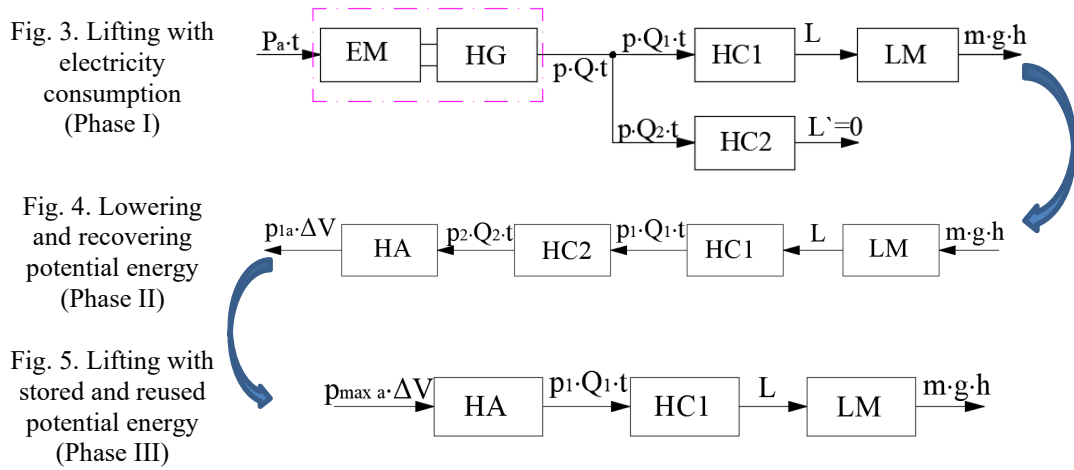 Fig. 3. Lifting with
electricity
consumption
(Phase I)
Pₐ·t
EM
HG
p·Q·t
p·Q₁·t
HC1
L
LM
m·g·h
p·Q₂·t
HC2
L`=0
Fig. 4. Lowering
and recovering
potential energy
(Phase II)
p₁ₐ·ΔV
HA
p₂·Q₂·t
HC2
p₁·Q₁·t
HC1
L
LM
m·g·h
Fig. 5. Lifting with
stored and reused
potential energy
(Phase III)
pmax a·ΔV
HA
p₁·Q₁·t
HC1
L
LM
m·g·h